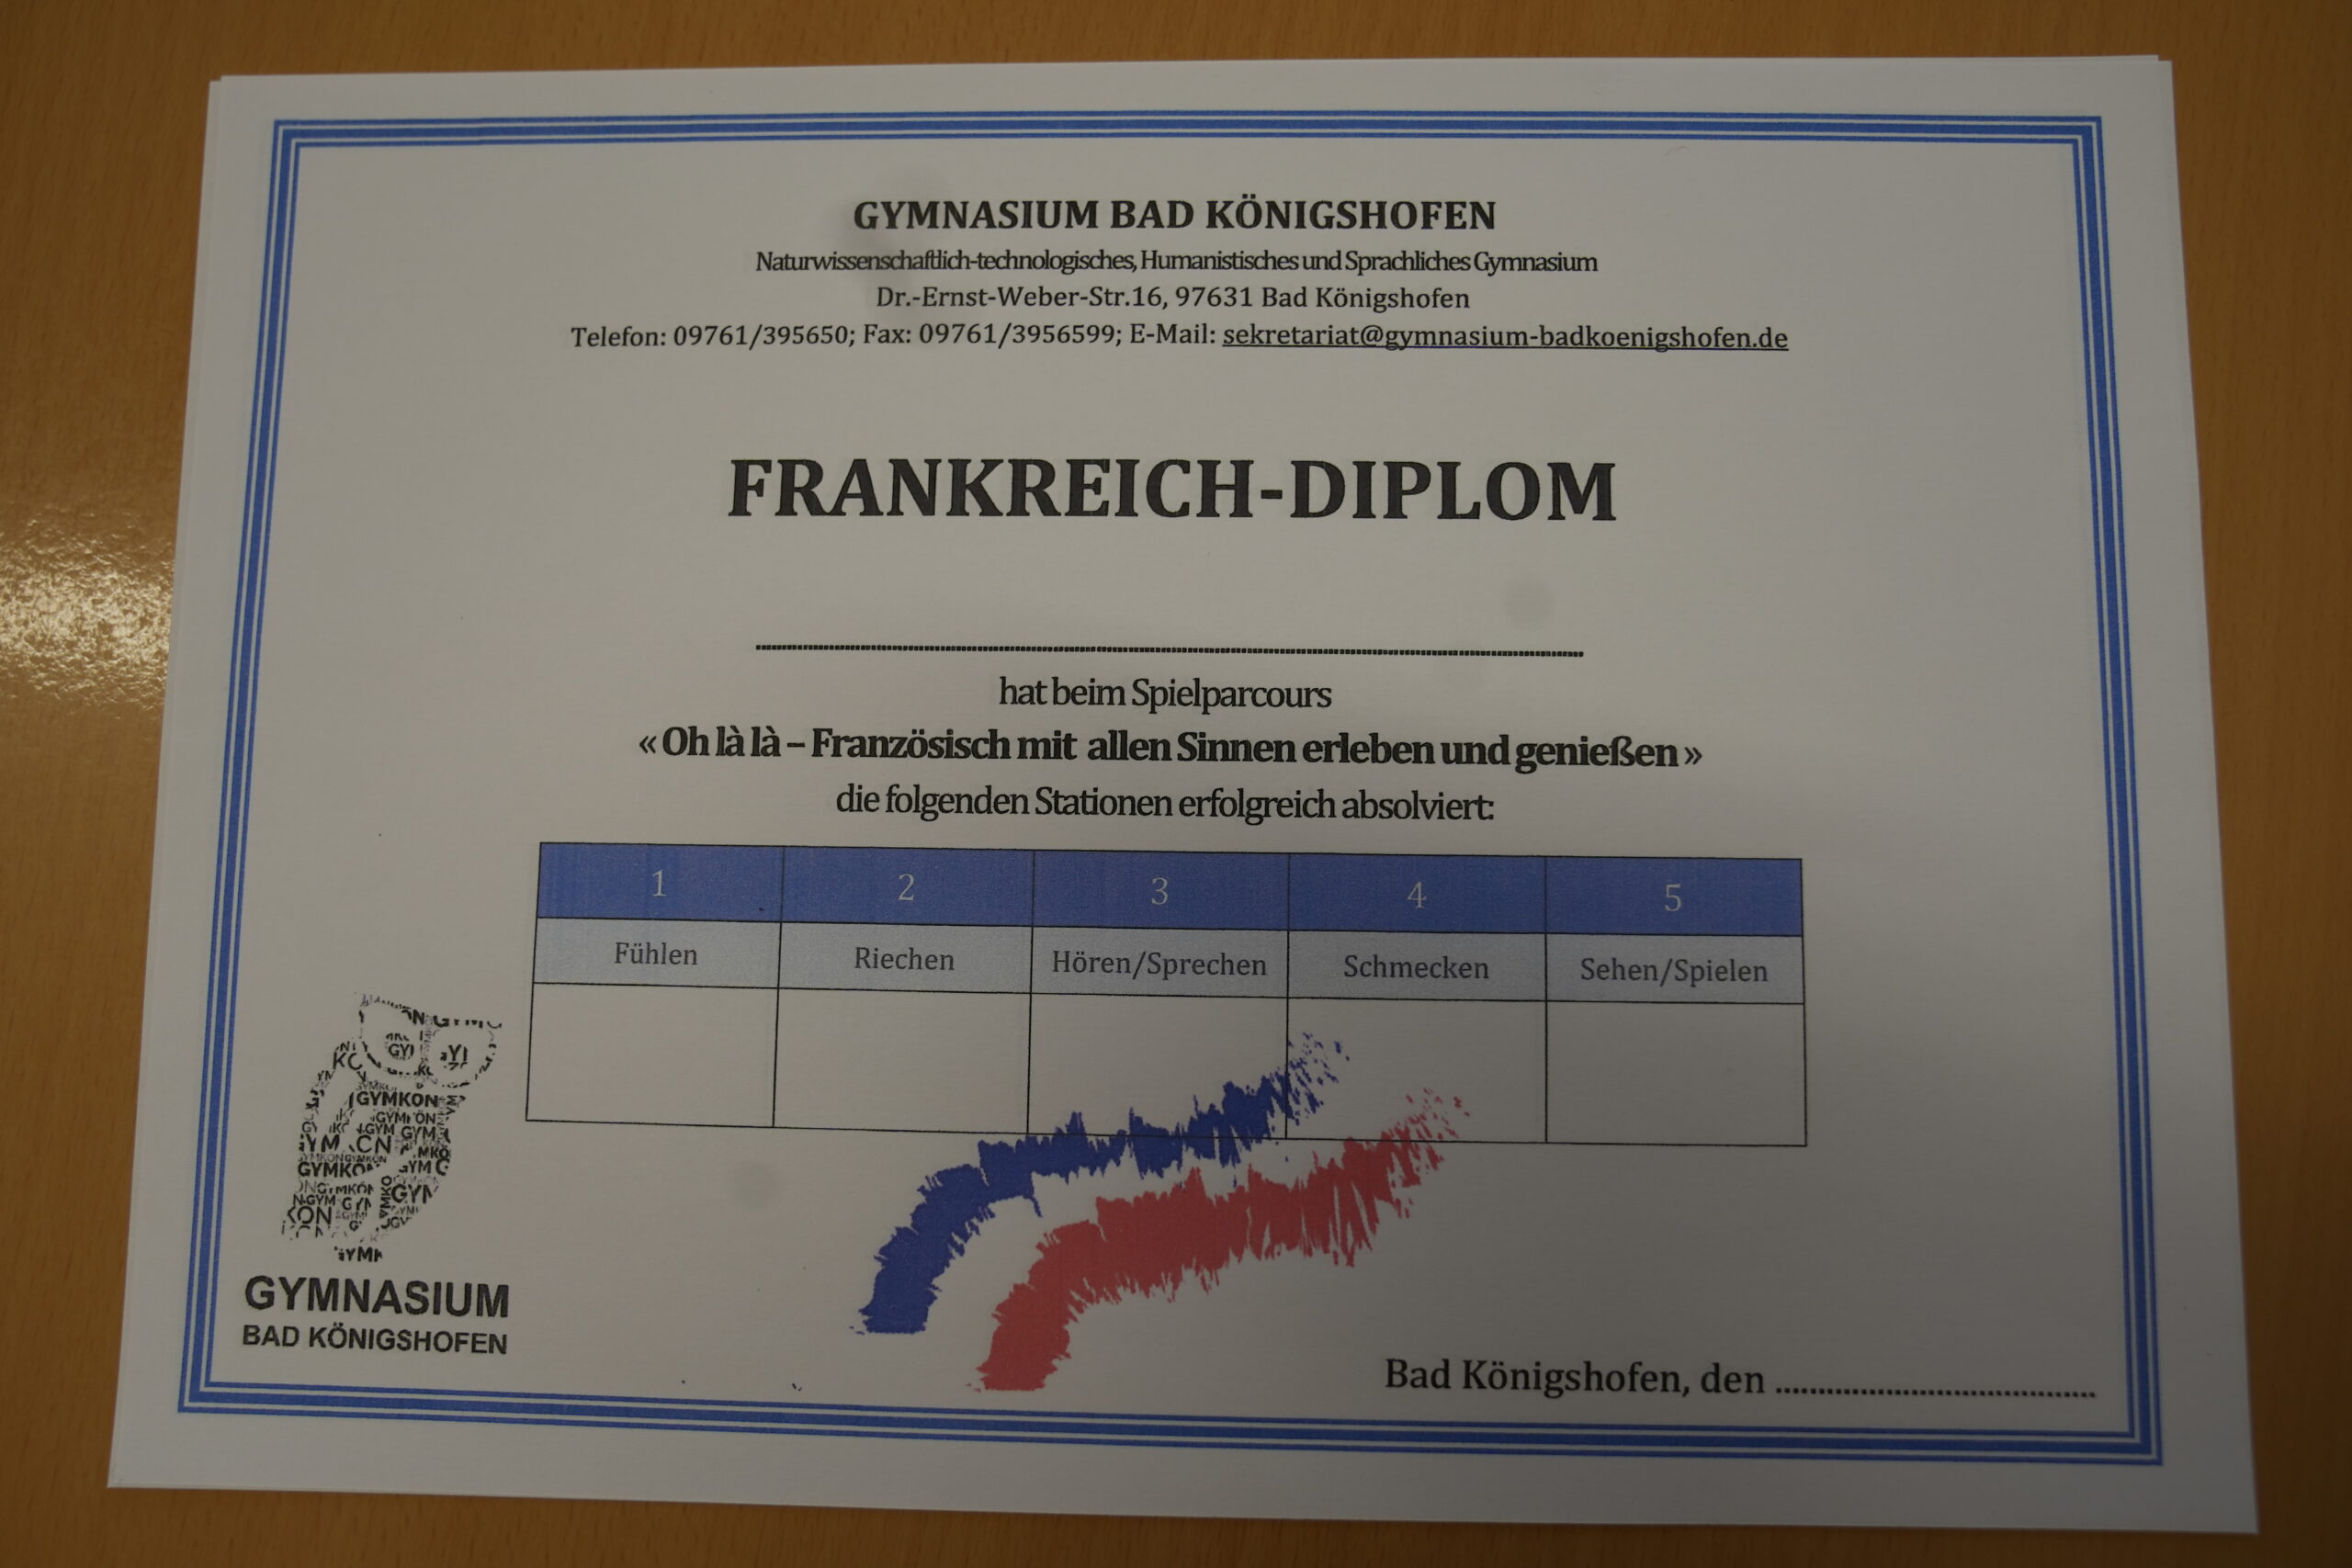 GYMNASIUM BAD KÖNIGSHOFEN
Naturwissenschaftlich-technologisches, Humanistisches und Sprachliches Gymnasium
Dr.-Ernst-Weber-Str.16, 97631 Bad Königshofen
Telefon: 09761/395650; Fax: 09761/3956599; E-Mail: sekretariat@gymnasium-badkoenigshofen.de
FRANKREICH-DIPLOM
hat beim Spielparcours
« Oh là là – Französisch mit allen Sinnen erleben und genießen »
die folgenden Stationen erfolgreich absolviert:
1 2 3 4 5
Fühlen Riechen Hören/Sprechen Schmecken Sehen/Spielen
GYMKÖN
GYMNASIUM
BAD KÖNIGSHOFEN
Bad Königshofen, den